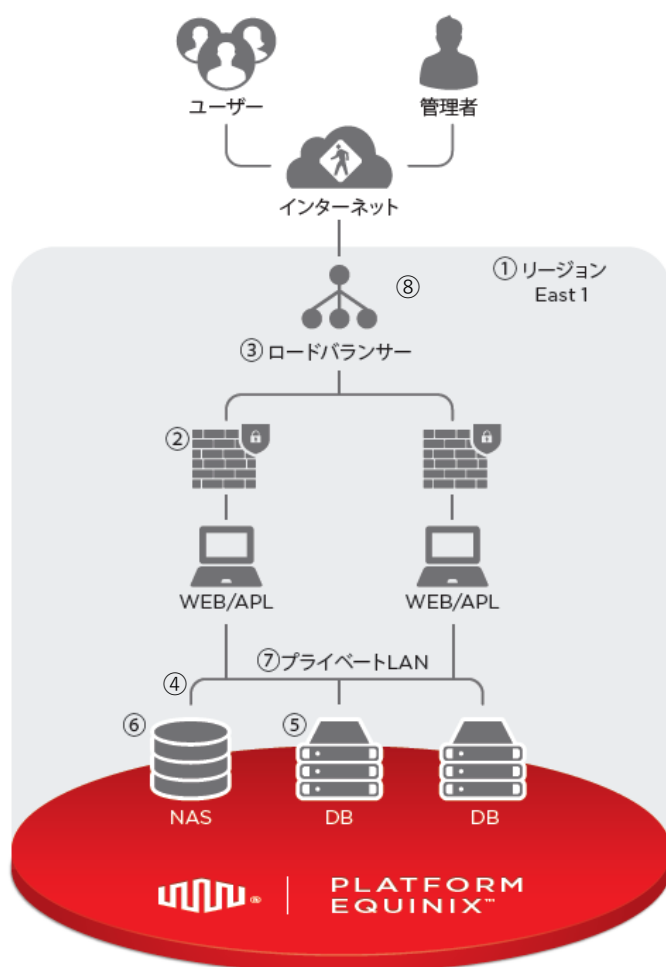 ユーザー
管理者
インターネット
① リージョン
East 1
⑧
③ ロードバランサー
②
WEB/APL
WEB/APL
⑦ プライベートLAN
④
⑥
⑤
NAS
DB
DB
PLATFORM
EQUINIX™
®